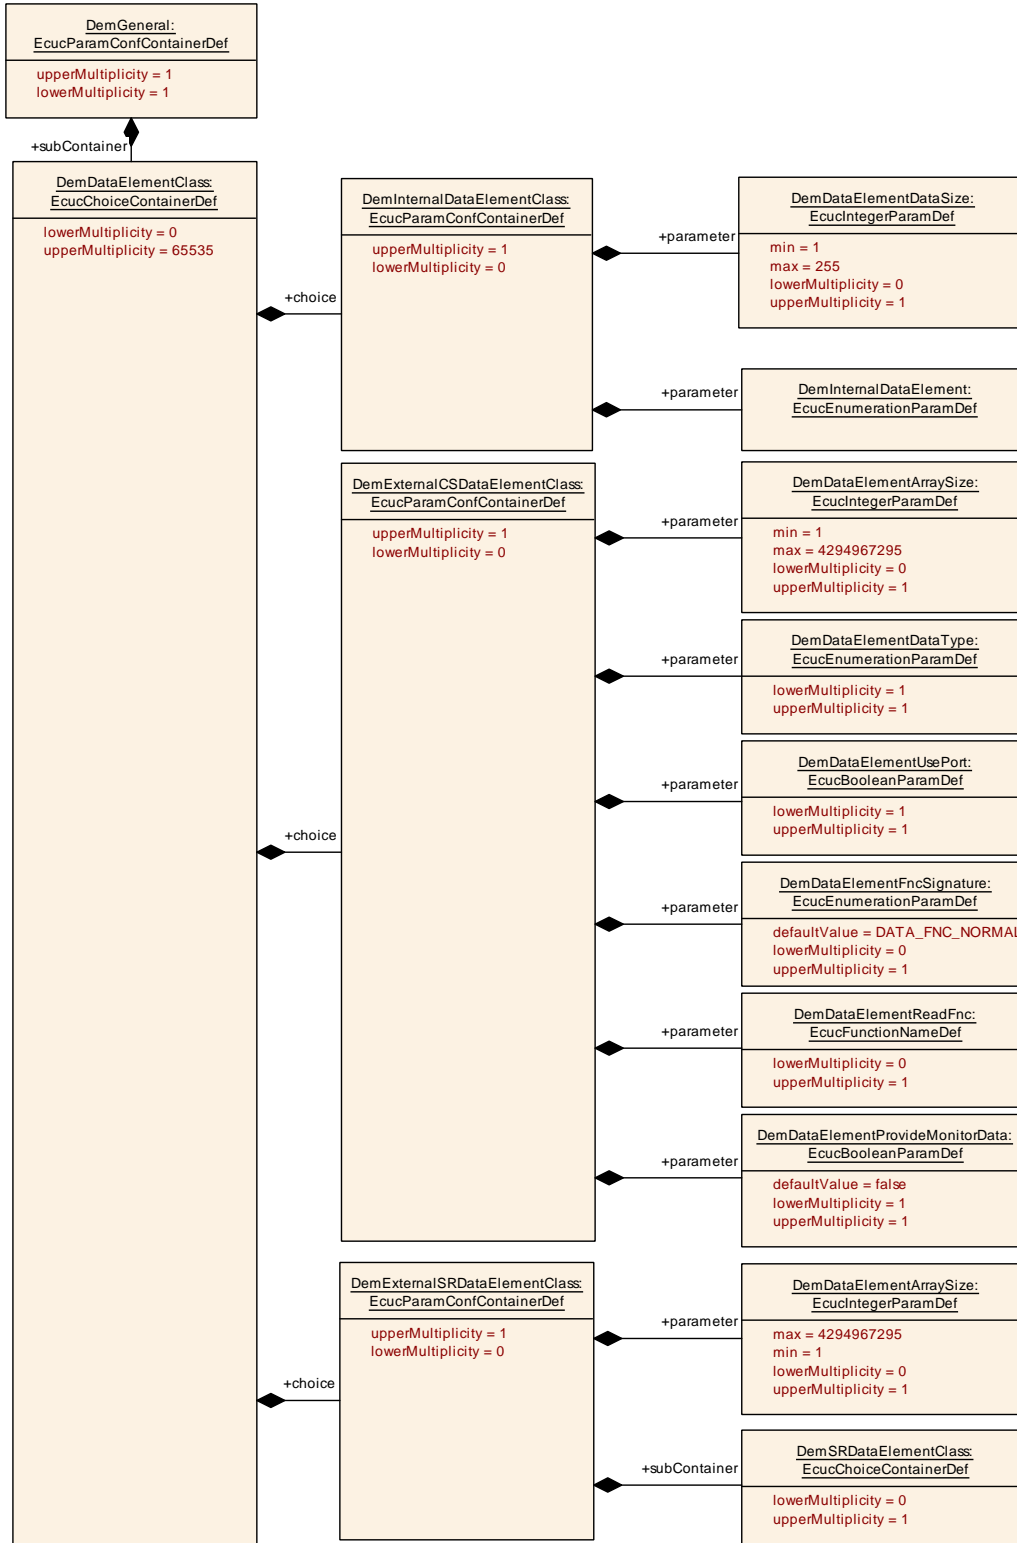 DemGeneral:
EcucParamConfContainerDef
upperMultiplicity = 1
lowerMultiplicity = 1
+subContainer
DemDataElementClass:
EcucChoiceContainerDef
lowerMultiplicity = 0
upperMultiplicity = 65535
+choice
DemInternalDataElementClass:
EcucParamConfContainerDef
upperMultiplicity = 1
lowerMultiplicity = 0
+parameter
DemDataElementDataSize:
EcucIntegerParamDef
min = 1
max = 255
lowerMultiplicity = 0
upperMultiplicity = 1
+parameter
DemInternalDataElement:
EcucEnumerationParamDef
+choice
DemExternalCSDataElementClass:
EcucParamConfContainerDef
upperMultiplicity = 1
lowerMultiplicity = 0
+parameter
DemDataElementArraySize:
EcucIntegerParamDef
min = 1
max = 4294967295
lowerMultiplicity = 0
upperMultiplicity = 1
+parameter
DemDataElementDataType:
EcucEnumerationParamDef
lowerMultiplicity = 1
upperMultiplicity = 1
+parameter
DemDataElementUsePort:
EcucBooleanParamDef
lowerMultiplicity = 1
upperMultiplicity = 1
+parameter
DemDataElementFncSignature:
EcucEnumerationParamDef
defaultValue = DATA_FNC_NORMAL
lowerMultiplicity = 0
upperMultiplicity = 1
+parameter
DemDataElementReadFnc:
EcucFunctionNameDef
lowerMultiplicity = 0
upperMultiplicity = 1
+parameter
DemDataElementProvideMonitorData:
EcucBooleanParamDef
defaultValue = false
lowerMultiplicity = 1
upperMultiplicity = 1
+choice
DemExternalSRDataElementClass:
EcucParamConfContainerDef
upperMultiplicity = 1
lowerMultiplicity = 0
+parameter
DemDataElementArraySize:
EcucIntegerParamDef
max = 4294967295
min = 1
lowerMultiplicity = 0
upperMultiplicity = 1
+subContainer
DemSRDataElementClass:
EcucChoiceContainerDef
lowerMultiplicity = 0
upperMultiplicity = 1